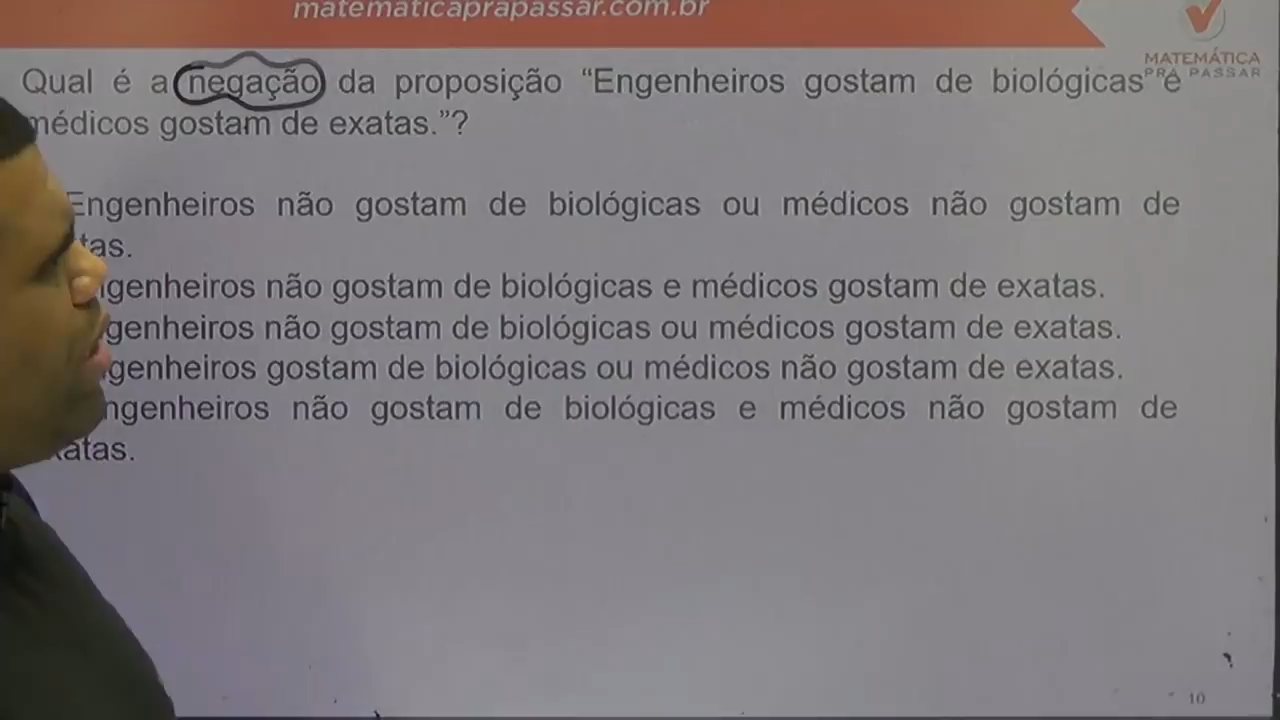 matematicaprapassar.com.br
MATEMÁTICA
PRA PASSAR
Qual é a negação da proposição “Engenheiros gostam de biológicas e
médicos gostam de exatas.”?
Engenheiros não gostam de biológicas ou médicos não gostam de
tas.
genheiros não gostam de biológicas e médicos gostam de exatas.
genheiros não gostam de biológicas ou médicos gostam de exatas.
genheiros gostam de biológicas ou médicos não gostam de exatas.
ngenheiros não gostam de biológicas e médicos não gostam de
xatas.
10